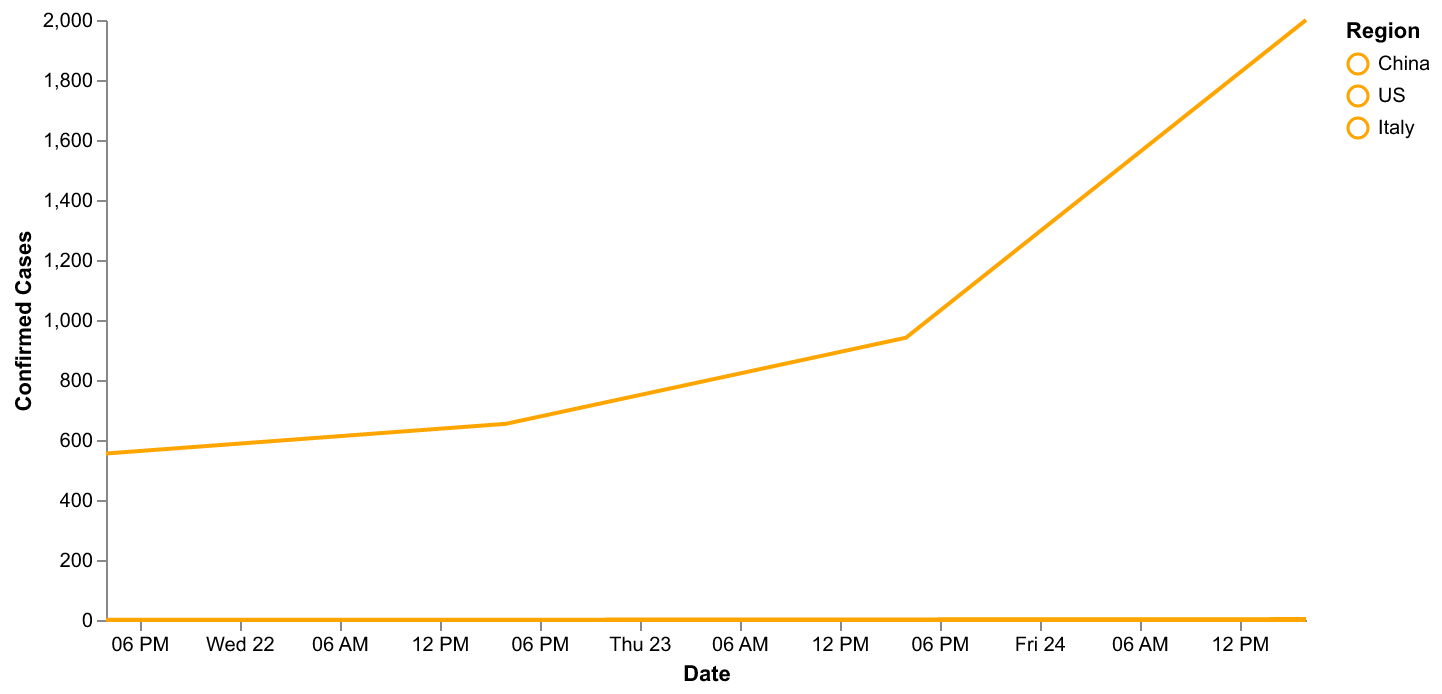 2,000
1,800
1,600
1,400
1,200
1,000
800
600
400
200
0
Confirmed Cases
06 PM Wed 22 06 AM 12 PM 06 PM Thu 23 06 AM 12 PM 06 PM Fri 24 06 AM 12 PM
Date
Region
China
US
Italy